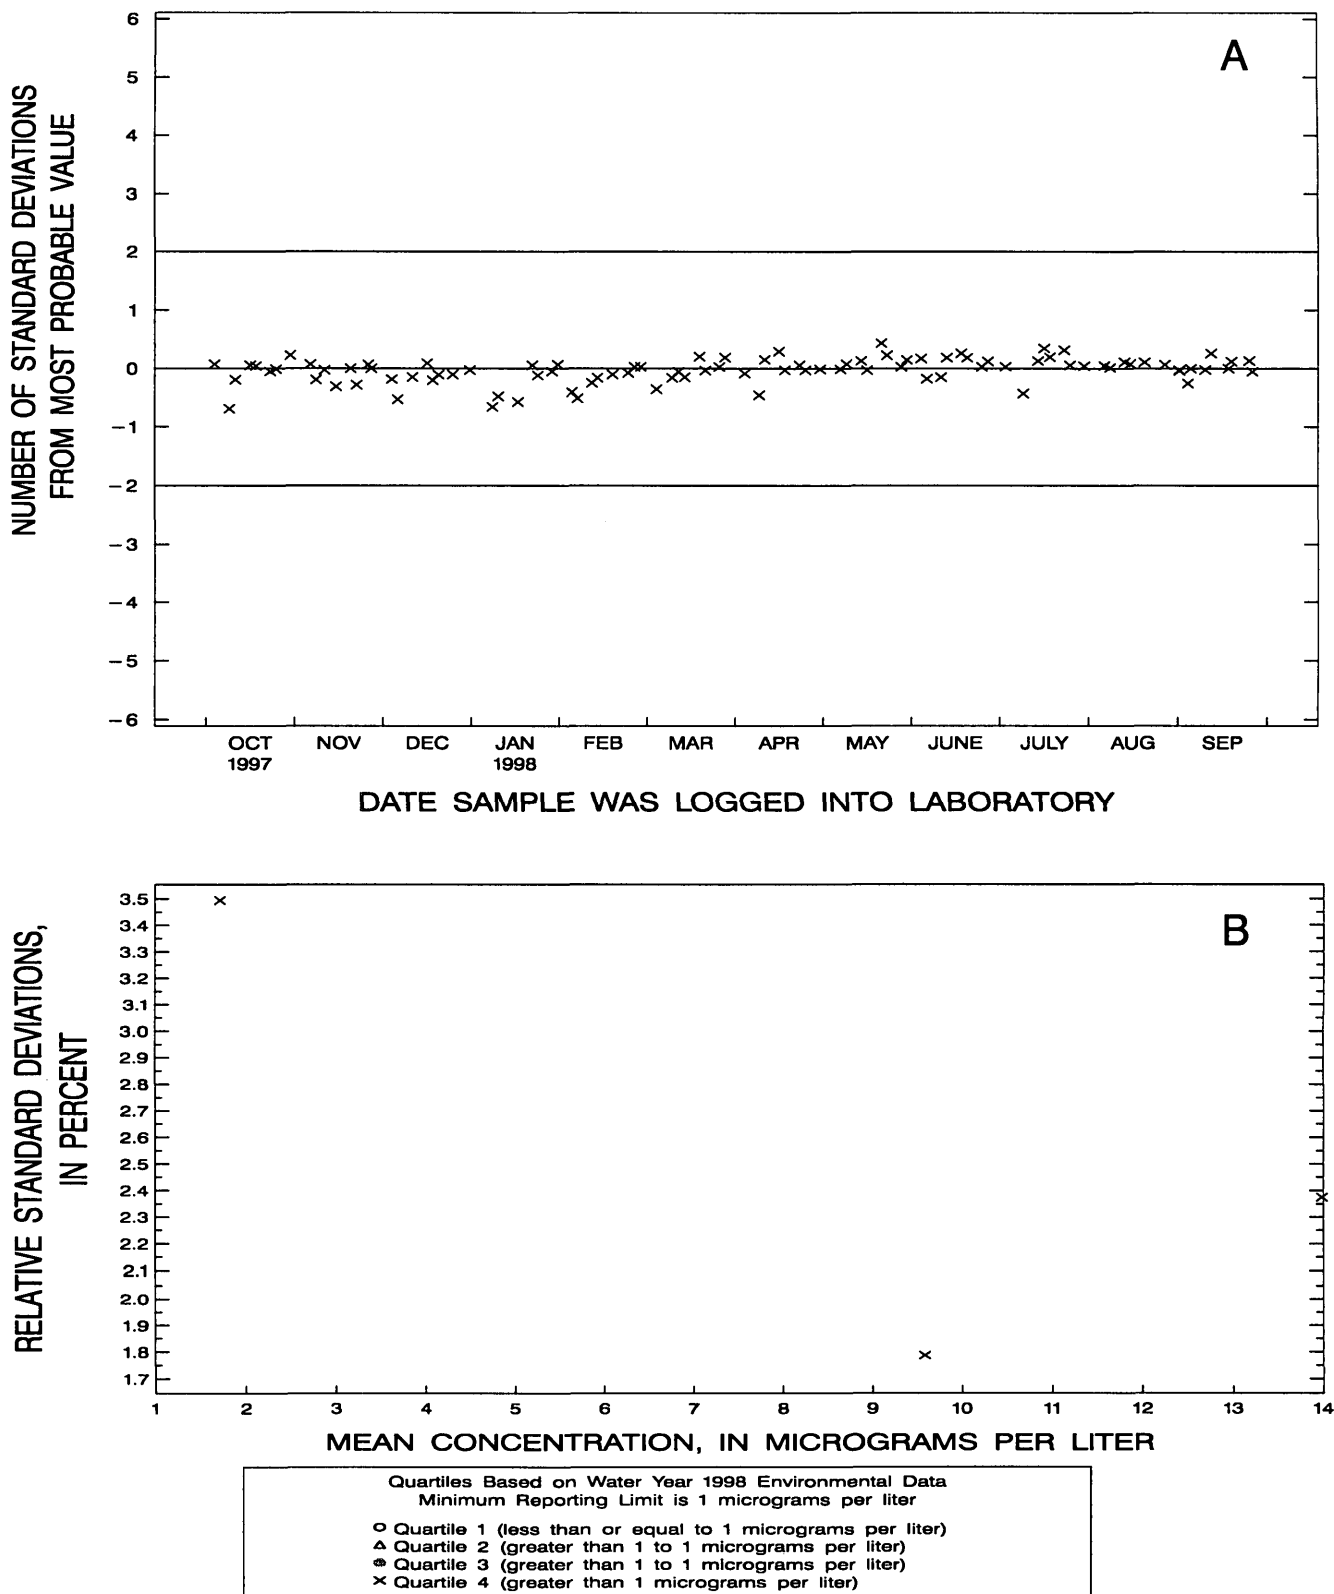 A
NUMBER OF STANDARD DEVIATIONS
FROM MOST PROBABLE VALUE
6
5
4
3
2
1
0
−1
−2
−3
−4
−5
−6
OCT NOV DEC JAN FEB MAR APR MAY JUNE JULY AUG SEP
1997 1998
DATE SAMPLE WAS LOGGED INTO LABORATORY
B
RELATIVE STANDARD DEVIATIONS,
IN PERCENT
3.5
3.4
3.3
3.2
3.1
3.0
2.9
2.8
2.7
2.6
2.5
2.4
2.3
2.2
2.1
2.0
1.9
1.8
1.7
1 2 3 4 5 6 7 8 9 10 11 12 13 14
MEAN CONCENTRATION, IN MICROGRAMS PER LITER
Quartiles Based on Water Year 1998 Environmental Data
Minimum Reporting Limit is 1 micrograms per liter
Quartile 1 (less than or equal to 1 micrograms per liter)
Quartile 2 (greater than 1 to 1 micrograms per liter)
Quartile 3 (greater than 1 to 1 micrograms per liter)
Quartile 4 (greater than 1 micrograms per liter)